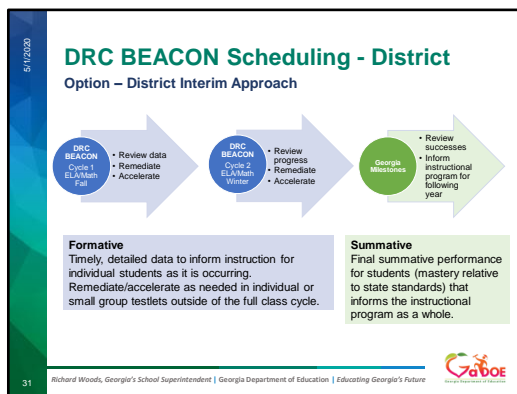 5/1/2020
DRC BEACON Scheduling - District
Option – District Interim Approach
DRC
BEACON
Cycle 1
ELA/Math
Fall
• Review data
• Remediate
• Accelerate
DRC
BEACON
Cycle 2
ELA/Math
Winter
• Review
progress
• Remediate
• Accelerate
Georgia
Milestones
• Review
successes
• Inform
instructional
program for
following
year
Formative
Timely, detailed data to inform instruction for
individual students as it is occurring.
Remediate/accelerate as needed in individual or
small group testlets outside of the full class cycle.
Summative
Final summative performance
for students (mastery relative
to state standards) that
informs the instructional
program as a whole.
31
Richard Woods, Georgia's School Superintendent | Georgia Department of Education | Educating Georgia's Future
GaDOE
Georgia Department of Education